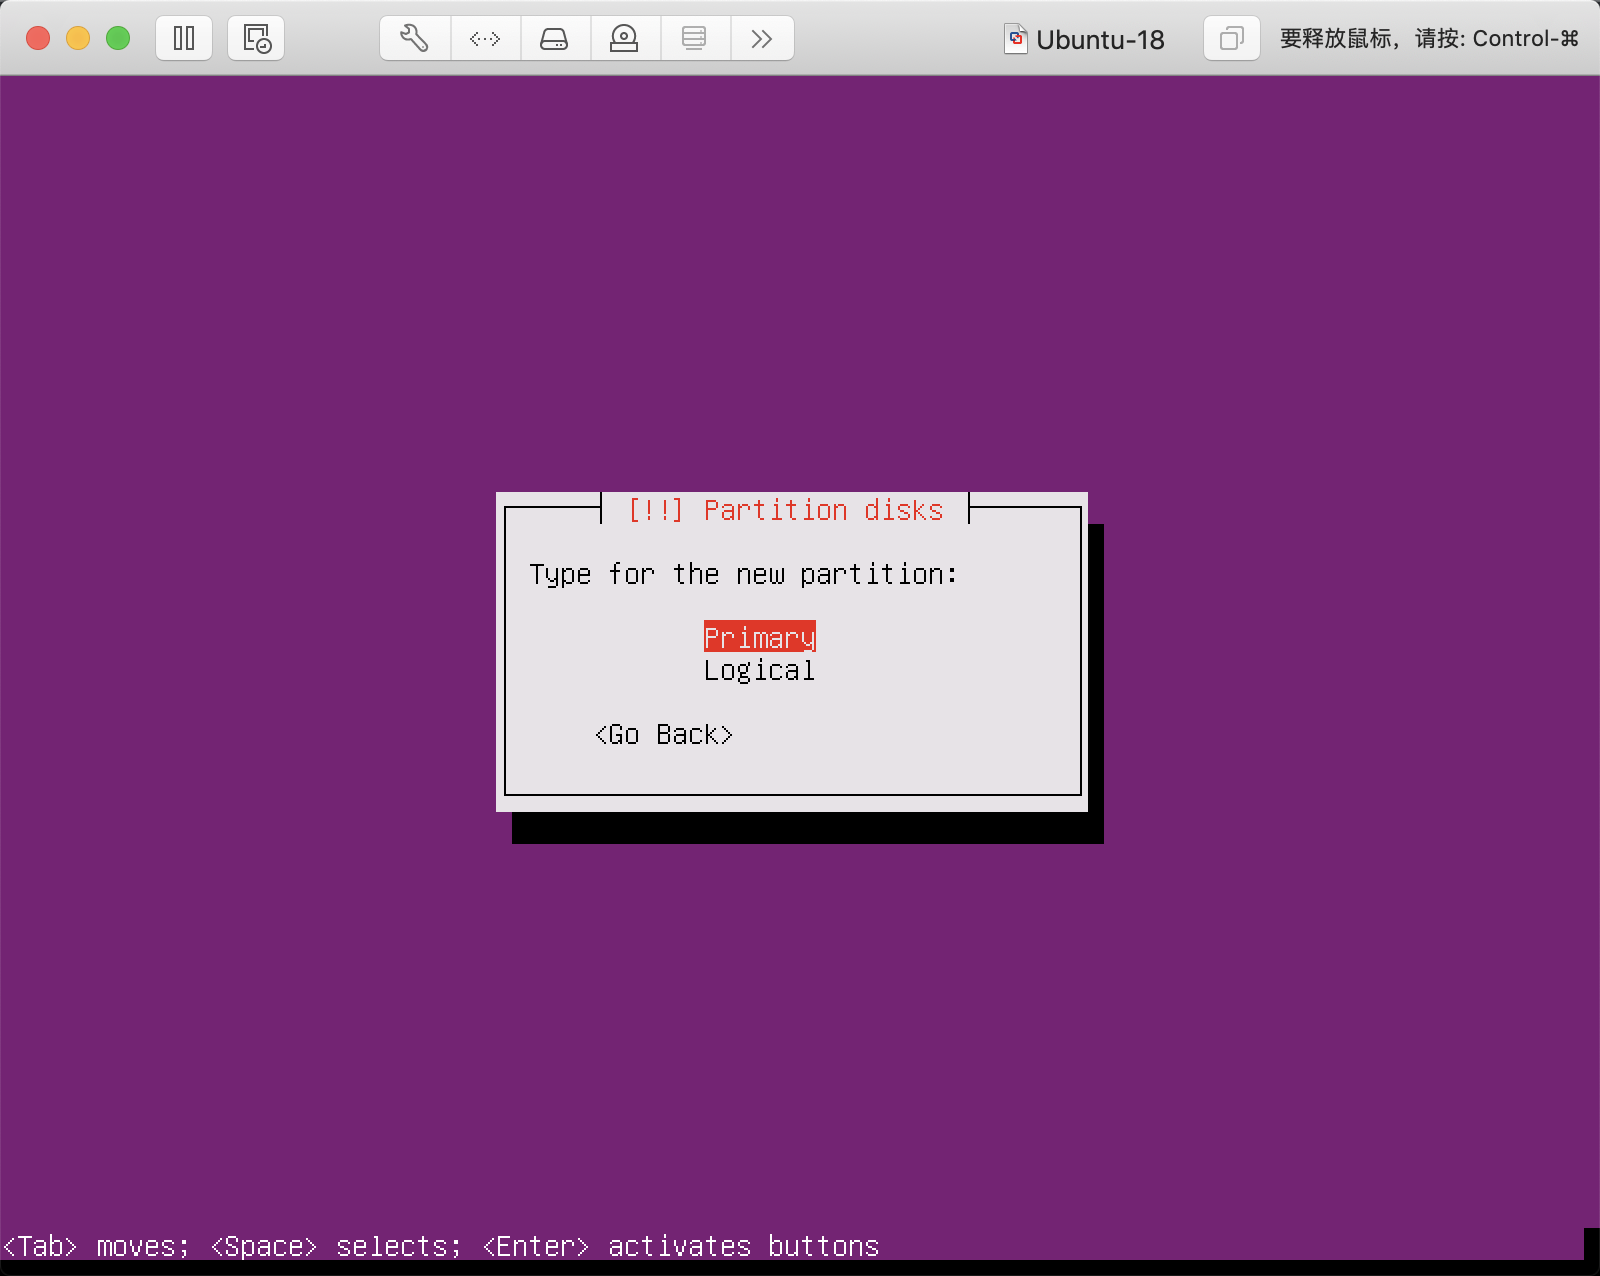 Ubuntu-18
要释放鼠标，请按: Control-⌘
[!!] Partition disks
Type for the new partition:
Primary
Logical
<Go Back>
<Tab> moves; <Space> selects; <Enter> activates buttons